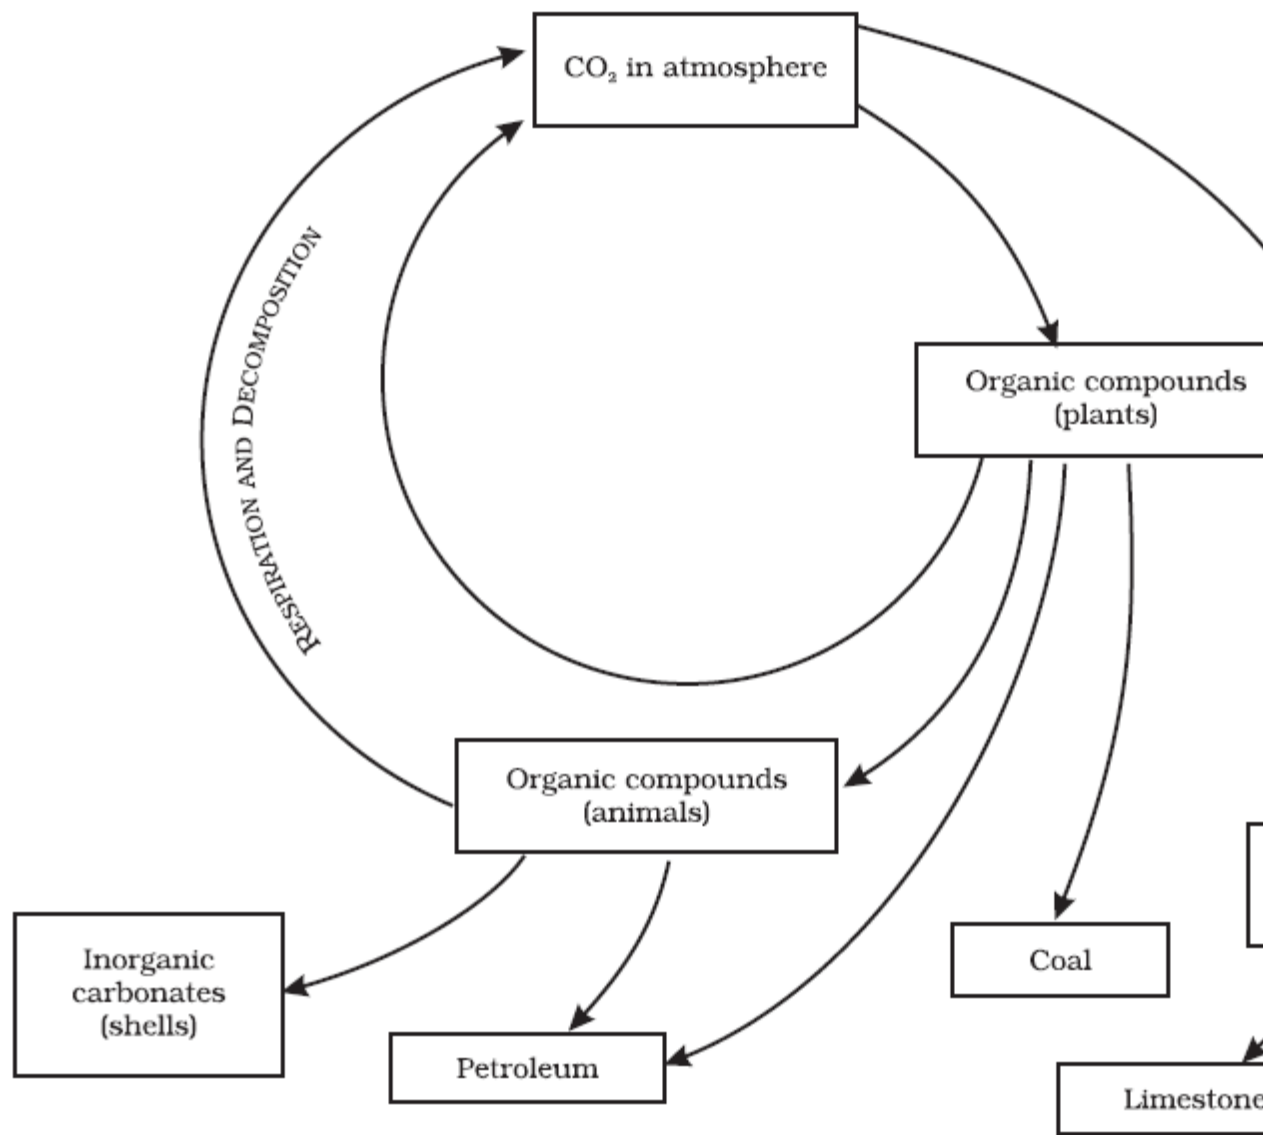 CO₂ in atmosphere
RESPIRATION AND DECOMPOSITION
Organic compounds
(plants)
Organic compounds
(animals)
Inorganic
carbonates
(shells)
Coal
Petroleum
Limestone